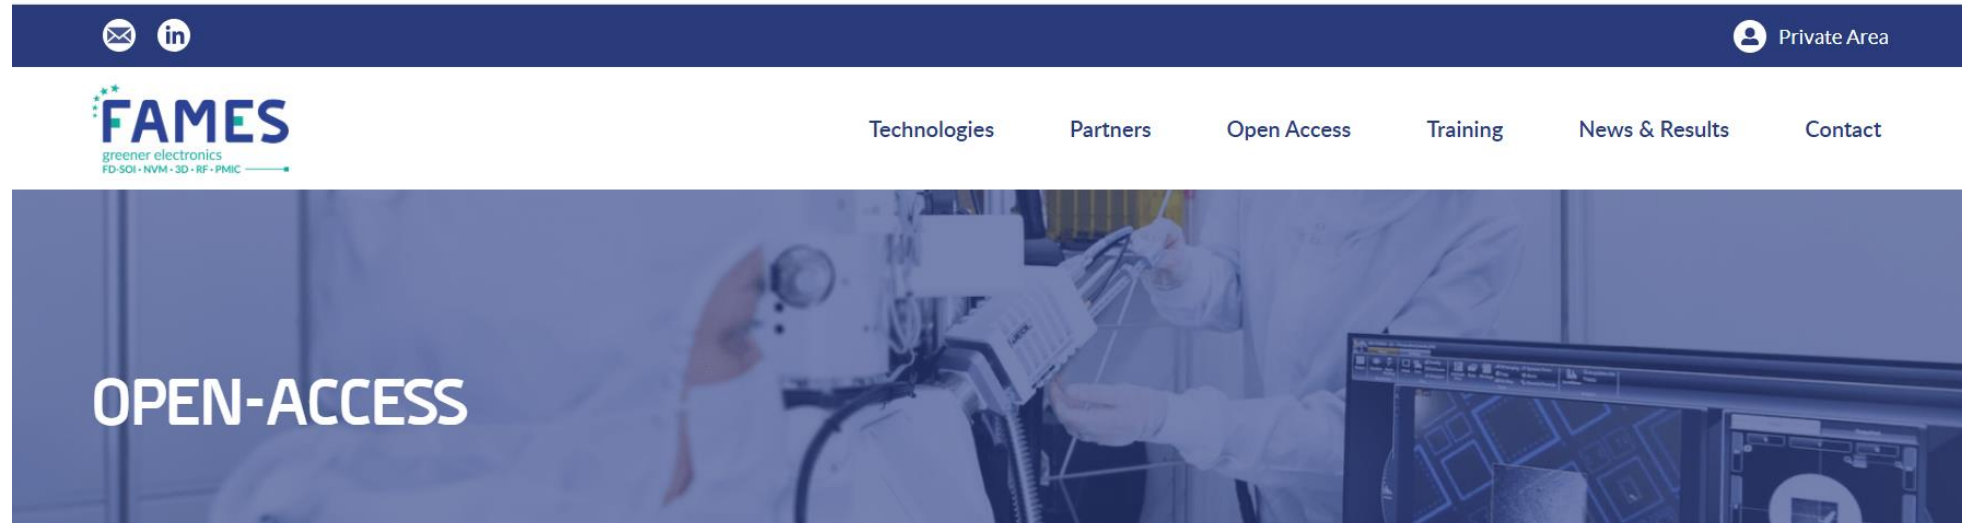 Private Area
FAMES
greener electronics
FD-SOI • NVM • 3D • RF • PMIC
Technologies
Partners
Open Access
Training
News & Results
Contact
OPEN-ACCESS